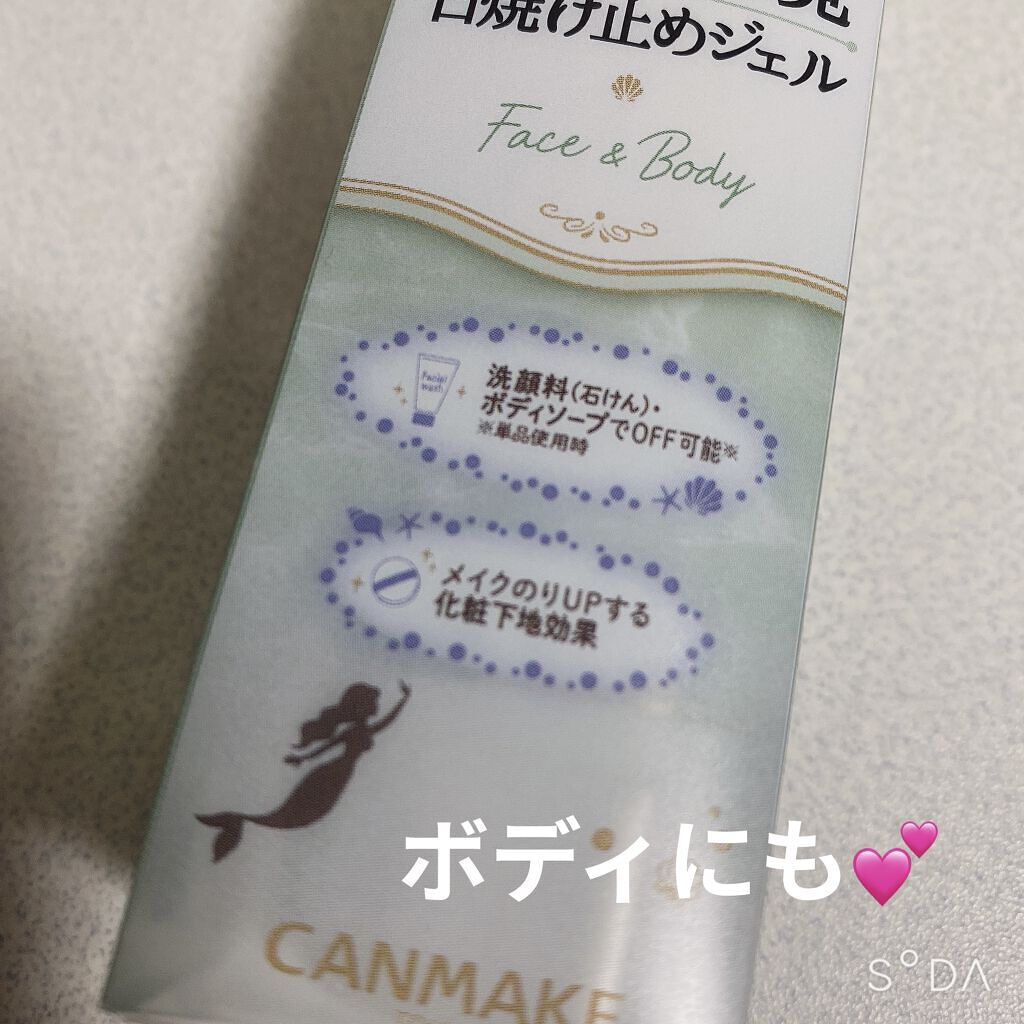 日焼け止めジェル
Face & Body
Facial
wash
洗顔料(石けん)・
ボディソープでOFF可能※
※単品使用時
メイクのりUPする
化粧下地効果
ボディにも💕
CANMAKE
SODA